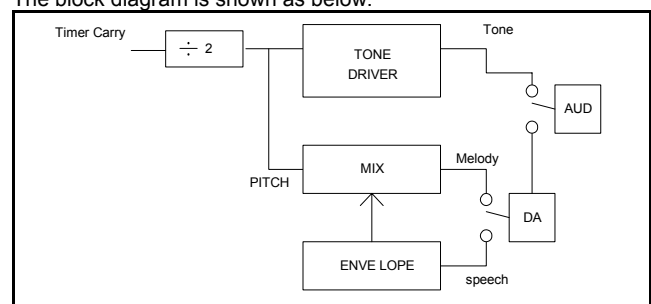 The block diagram is shown as below:
Timer Carry
÷ 2
TONE
DRIVER
Tone
AUD
PITCH
MIX
Melody
DA
ENVE LOPE
speech